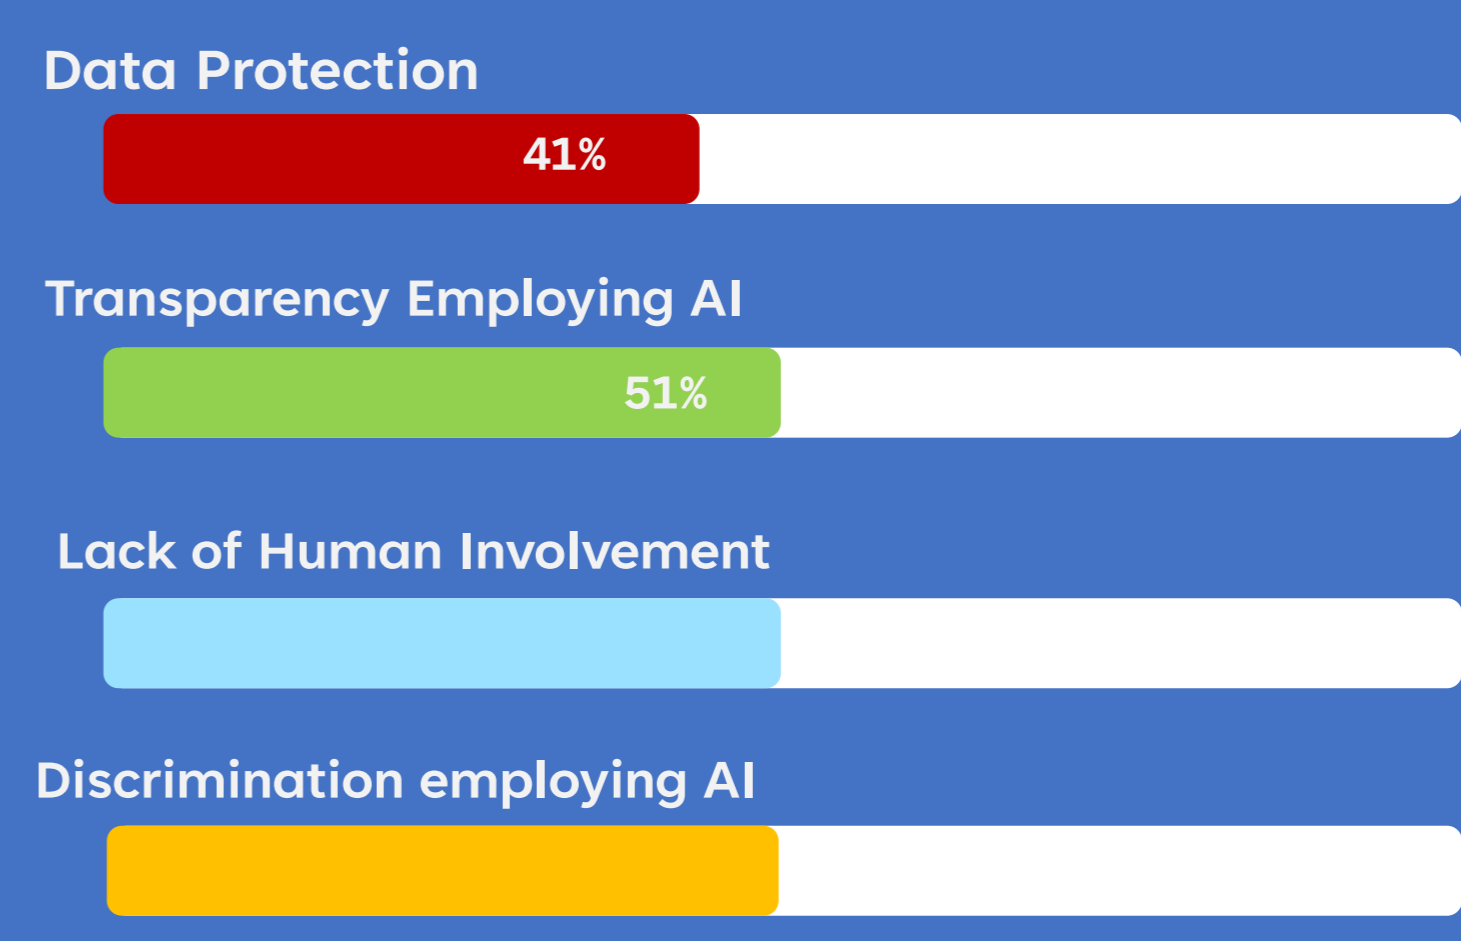 Data Protection
41%
Transparency Employing AI
51%
Lack of Human Involvement
Discrimination employing AI